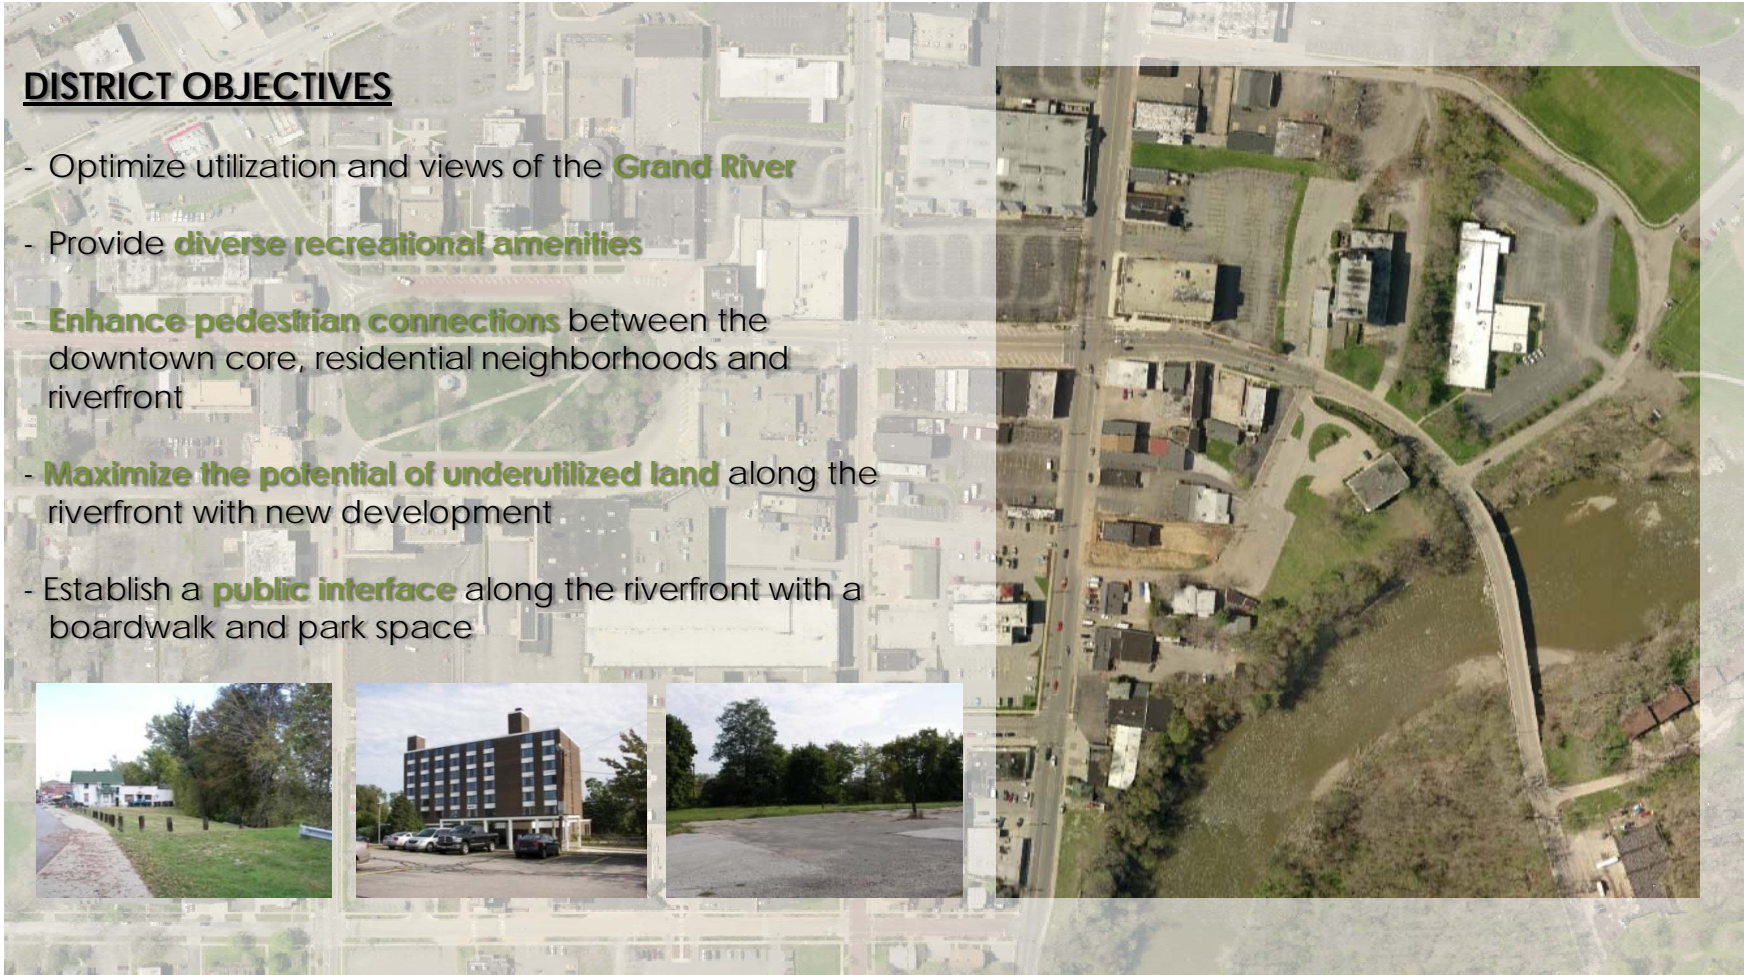 DISTRICT OBJECTIVES
- Optimize utilization and views of the Grand River
- Provide diverse recreational amenities
- Enhance pedestrian connections between the
downtown core, residential neighborhoods and
riverfront
- Maximize the potential of underutilized land along the
riverfront with new development
- Establish a public interface along the riverfront with a
boardwalk and park space